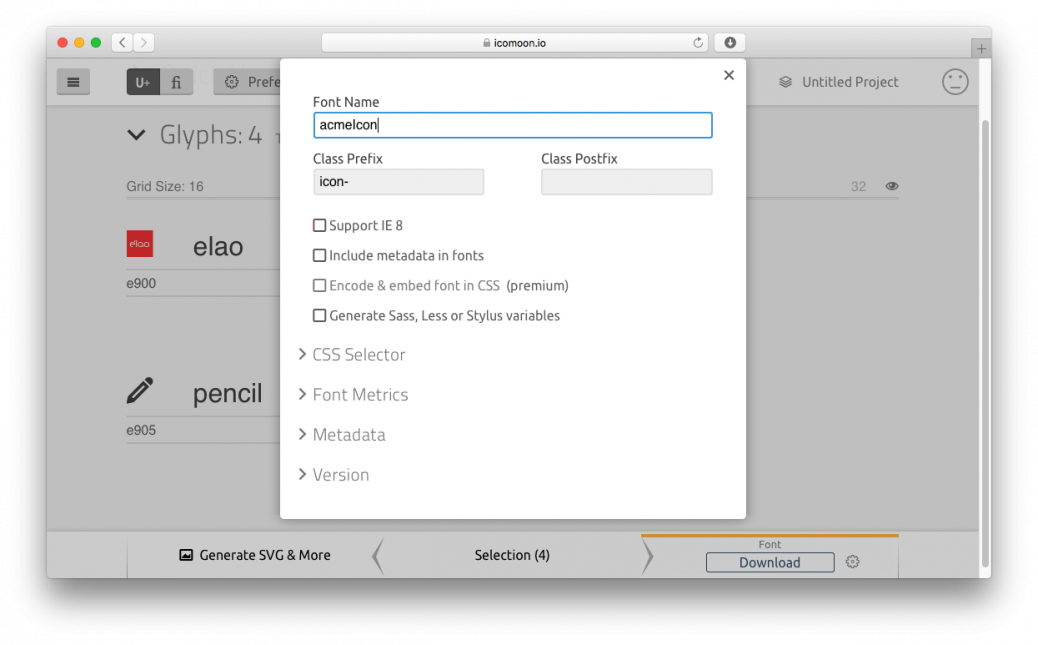 icomoon.io
U+ fi Prefe
Untitled Project
Glyphs: 4
Grid Size: 16
32
elao
elao
e900
pencil
e905
Font Name
acmeIcon
Class Prefix
Class Postfix
icon-
Support IE 8
Include metadata in fonts
Encode & embed font in CSS (premium)
Generate Sass, Less or Stylus variables
CSS Selector
Font Metrics
Metadata
Version
Generate SVG & More
Selection (4)
Font
Download